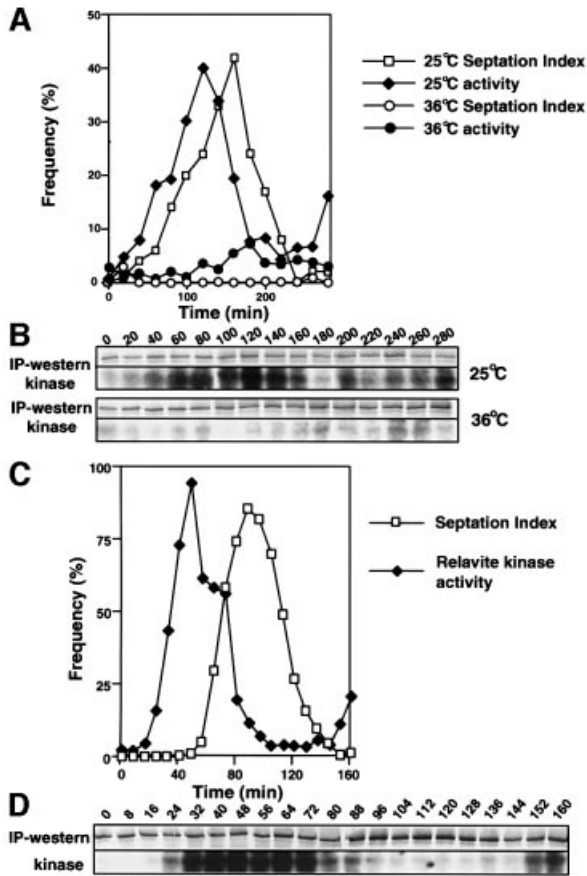 A
50
40
30
20
10
0
Frequency (%)
0 100 200
Time (min)
25°C Septation Index
25°C activity
36°C Septation Index
36°C activity
B
0 20 40 60 80 100 120 140 160 180 200 220 240 260 280
IP-western
kinase
25°C
IP-western
kinase
36°C
C
100
75
50
25
0
Frequency (%)
0 40 80 120 160
Time (min)
Septation Index
Relavite kinase
activity
D
0 8 16 24 32 40 48 56 64 72 80 88 96 104 112 120 128 136 144 152 160
IP-western
kinase